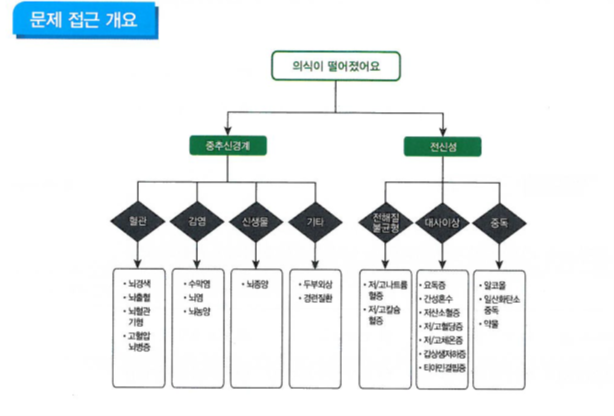 문제 접근 개요
의식이 떨어졌어요
중추신경계
전신성
혈관
감염
신생물
기타
전해질
불균형
대사이상
중독
• 뇌경색
• 뇌출혈
• 뇌혈관
기형
• 고혈압
뇌병증
• 수막염
• 뇌염
• 뇌농양
• 뇌종양
• 두부외상
• 경련질환
• 저/고나트륨
혈증
• 저/고칼슘
혈증
• 요독증
• 간성혼수
• 저산소혈증
• 저/고혈당증
• 저/고체온증
• 갑상샘저하증
• 티아민결핍증
• 알코올
• 일산화탄소
중독
• 약물